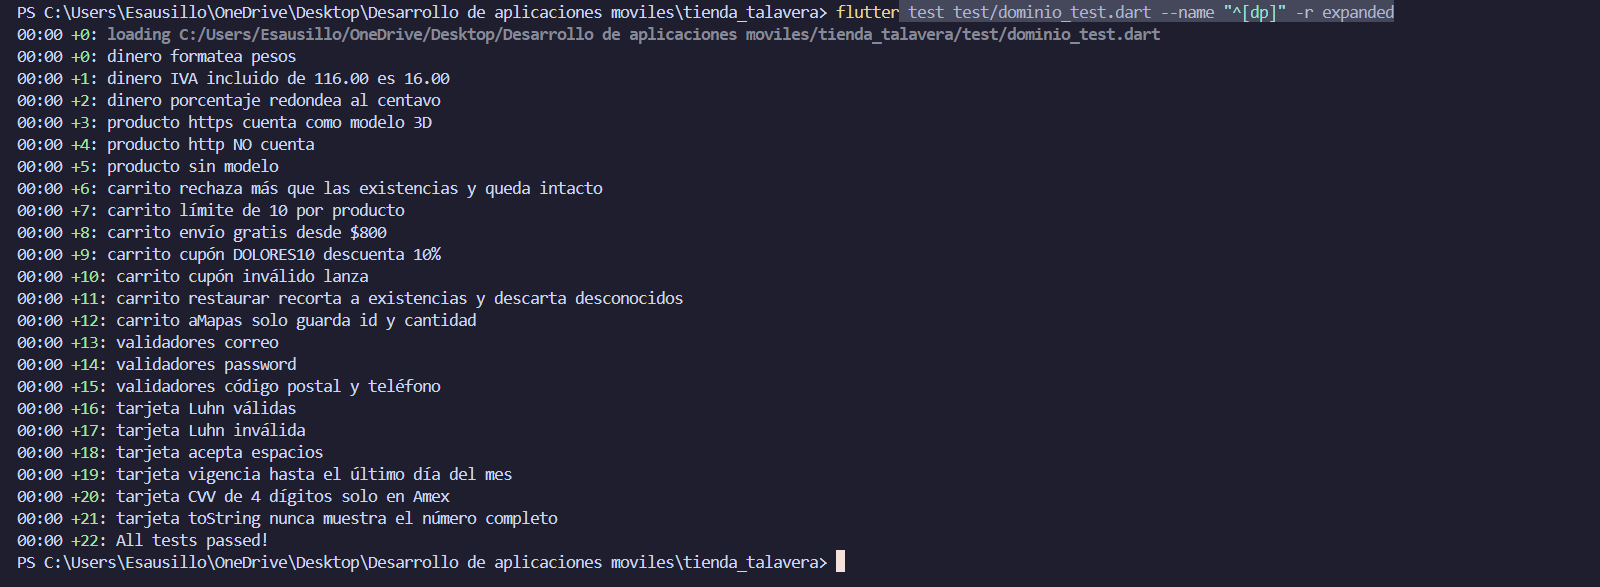 PS C:\Users\Esausillo\OneDrive\Desktop\Desarrollo de aplicaciones moviles\tienda_talavera> flutter test test/dominio_test.dart --name "^[dp]" -r expanded
00:00 +0: loading C:/Users/Esausillo/OneDrive/Desktop/Desarrollo de aplicaciones moviles/tienda_talavera/test/dominio_test.dart
00:00 +0: dinero formatea pesos
00:00 +1: dinero IVA incluido de 116.00 es 16.00
00:00 +2: dinero porcentaje redondea al centavo
00:00 +3: producto https cuenta como modelo 3D
00:00 +4: producto http NO cuenta
00:00 +5: producto sin modelo
00:00 +6: carrito rechaza más que las existencias y queda intacto
00:00 +7: carrito límite de 10 por producto
00:00 +8: carrito envío gratis desde $800
00:00 +9: carrito cupón DOLORES10 descuenta 10%
00:00 +10: carrito cupón inválido lanza
00:00 +11: carrito restaurar recorta a existencias y descarta desconocidos
00:00 +12: carrito aMapas solo guarda id y cantidad
00:00 +13: validadores correo
00:00 +14: validadores password
00:00 +15: validadores código postal y teléfono
00:00 +16: tarjeta Luhn válidas
00:00 +17: tarjeta Luhn inválida
00:00 +18: tarjeta acepta espacios
00:00 +19: tarjeta vigencia hasta el último día del mes
00:00 +20: tarjeta CVV de 4 dígitos solo en Amex
00:00 +21: tarjeta toString nunca muestra el número completo
00:00 +22: All tests passed!
PS C:\Users\Esausillo\OneDrive\Desktop\Desarrollo de aplicaciones moviles\tienda_talavera>